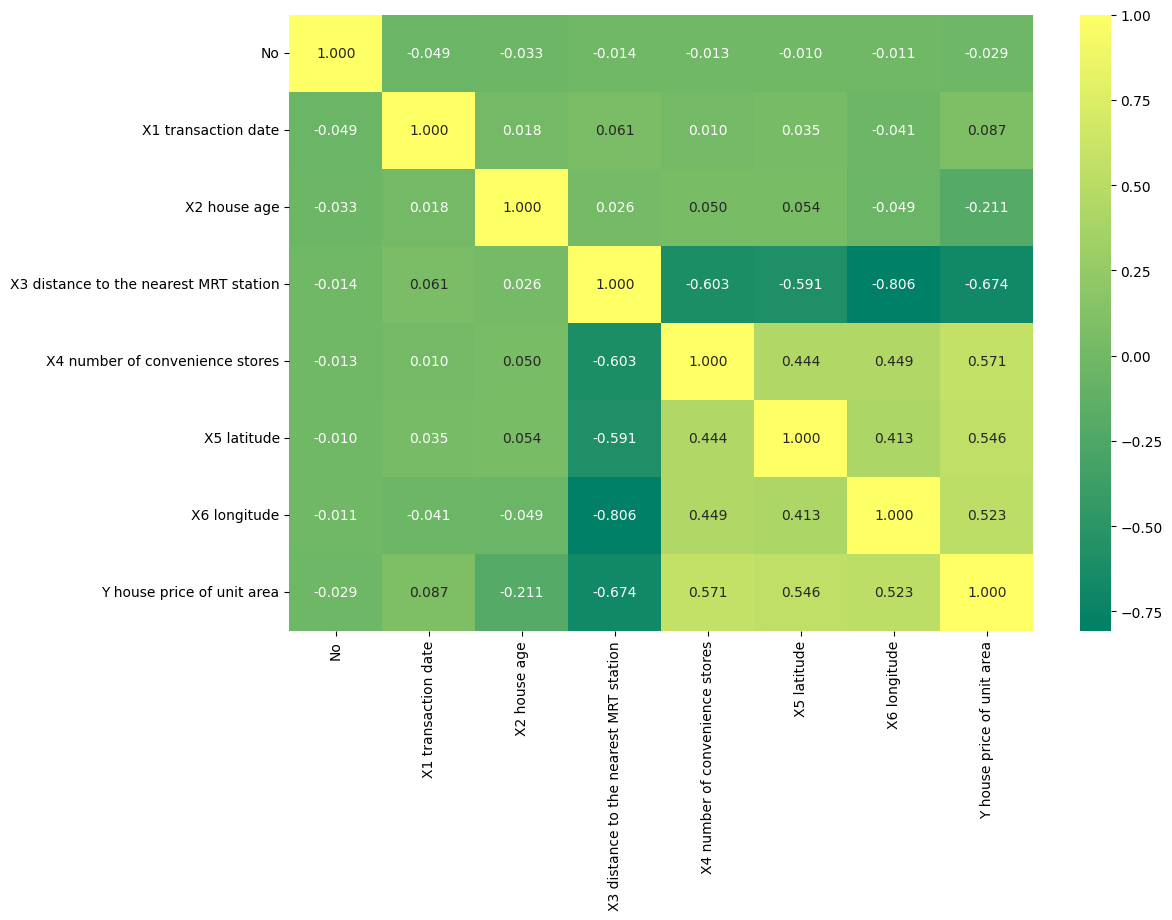 No 1.000 -0.049 -0.033 -0.014 -0.013 -0.010 -0.011 -0.029
X1 transaction date -0.049 1.000 0.018 0.061 0.010 0.035 -0.041 0.087
X2 house age -0.033 0.018 1.000 0.026 0.050 0.054 -0.049 -0.211
X3 distance to the nearest MRT station -0.014 0.061 0.026 1.000 -0.603 -0.591 -0.806 -0.674
X4 number of convenience stores -0.013 0.010 0.050 -0.603 1.000 0.444 0.449 0.571
X5 latitude -0.010 0.035 0.054 -0.591 0.444 1.000 0.413 0.546
X6 longitude -0.011 -0.041 -0.049 -0.806 0.449 0.413 1.000 0.523
Y house price of unit area -0.029 0.087 -0.211 -0.674 0.571 0.546 0.523 1.000
No
X1 transaction date
X2 house age
X3 distance to the nearest MRT station
X4 number of convenience stores
X5 latitude
X6 longitude
Y house price of unit area
1.00
0.75
0.50
0.25
0.00
−0.25
−0.50
−0.75